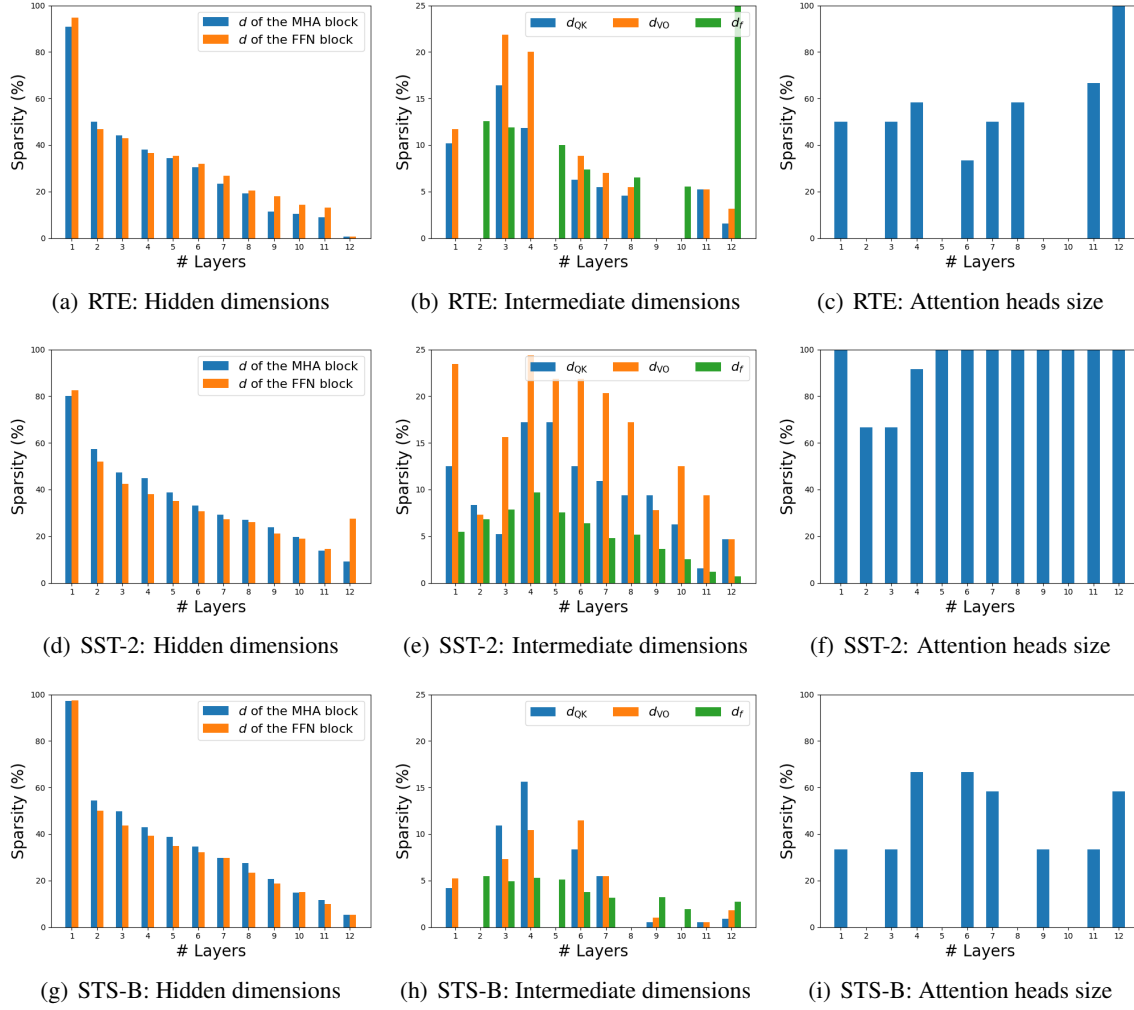 100
80
60
40
20
0
Sparsity (%)
d of the MHA block
d of the FFN block
1 2 3 4 5 6 7 8 9 10 11 12
# Layers
(a) RTE: Hidden dimensions
25
20
15
10
5
0
Sparsity (%)
dQK dVO df
1 2 3 4 5 6 7 8 9 10 11 12
# Layers
(b) RTE: Intermediate dimensions
100
80
60
40
20
0
Sparsity (%)
1 2 3 4 5 6 7 8 9 10 11 12
# Layers
(c) RTE: Attention heads size
100
80
60
40
20
0
Sparsity (%)
d of the MHA block
d of the FFN block
1 2 3 4 5 6 7 8 9 10 11 12
# Layers
(d) SST-2: Hidden dimensions
25
20
15
10
5
0
Sparsity (%)
dQK dVO df
1 2 3 4 5 6 7 8 9 10 11 12
# Layers
(e) SST-2: Intermediate dimensions
100
80
60
40
20
0
Sparsity (%)
1 2 3 4 5 6 7 8 9 10 11 12
# Layers
(f) SST-2: Attention heads size
100
80
60
40
20
0
Sparsity (%)
d of the MHA block
d of the FFN block
1 2 3 4 5 6 7 8 9 10 11 12
# Layers
(g) STS-B: Hidden dimensions
25
20
15
10
5
0
Sparsity (%)
dQK dVO df
1 2 3 4 5 6 7 8 9 10 11 12
# Layers
(h) STS-B: Intermediate dimensions
100
80
60
40
20
0
Sparsity (%)
1 2 3 4 5 6 7 8 9 10 11 12
# Layers
(i) STS-B: Attention heads size